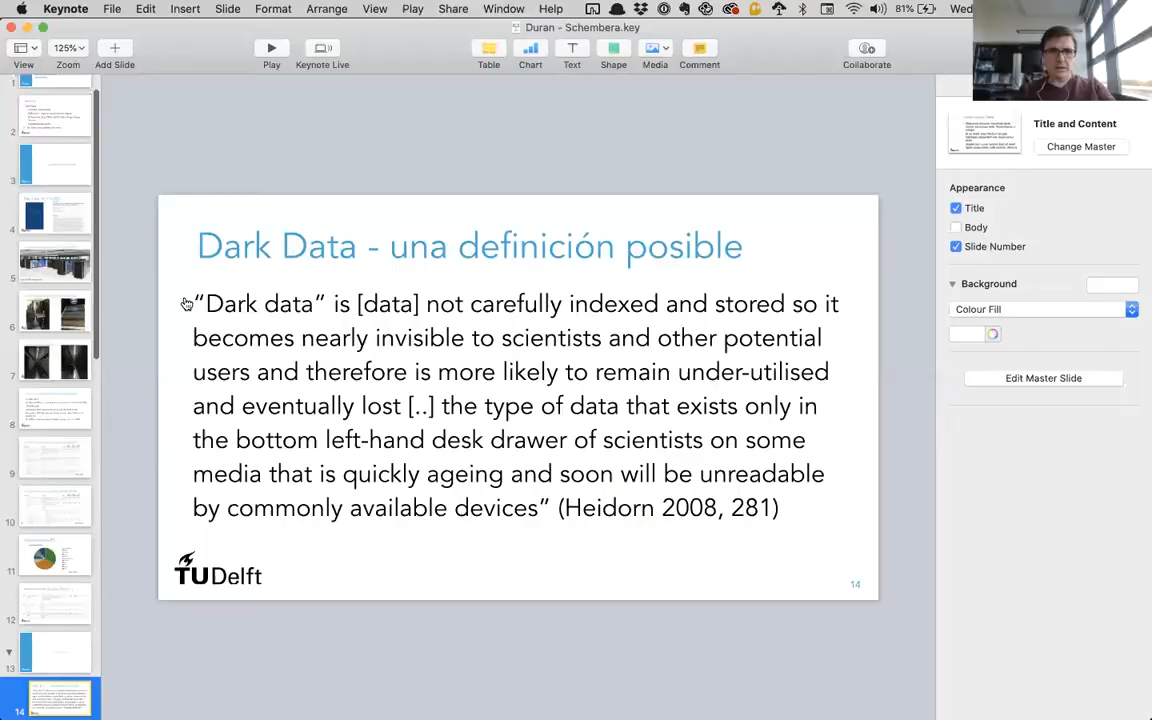 Keynote File Edit Insert Slide Format Arrange View Play Share Window Help 81% Wed
Duran - Schembera.key
125%
View Zoom Add Slide Play Keynote Live Table Chart Text Shape Media Comment Collaborate
1
2
3
4
5
6
7
8
9
10
11
12
13
14
Dark Data - una definición posible
“Dark data” is [data] not carefully indexed and stored so it
becomes nearly invisible to scientists and other potential
users and therefore is more likely to remain under-utilised
and eventually lost [..] the type of data that exists only in
the bottom left-hand desk drawer of scientists on some
media that is quickly ageing and soon will be unreadable
by commonly available devices” (Heidorn 2008, 281)
TUDelft
14
Title and Content
Change Master
Appearance
Title
Body
Slide Number
Background
Colour Fill
Edit Master Slide